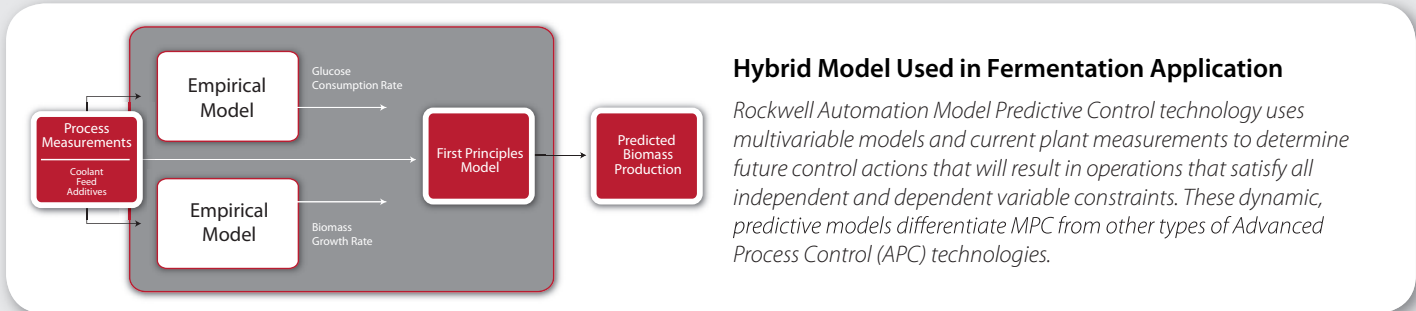 Process
Measurements
Coolant
Feed
Additives
Empirical
Model
Glucose
Consumption Rate
Empirical
Model
Biomass
Growth Rate
First Principles
Model
Predicted
Biomass
Production
Hybrid Model Used in Fermentation Application
Rockwell Automation Model Predictive Control technology uses
multivariable models and current plant measurements to determine
future control actions that will result in operations that satisfy all
independent and dependent variable constraints. These dynamic,
predictive models differentiate MPC from other types of Advanced
Process Control (APC) technologies.